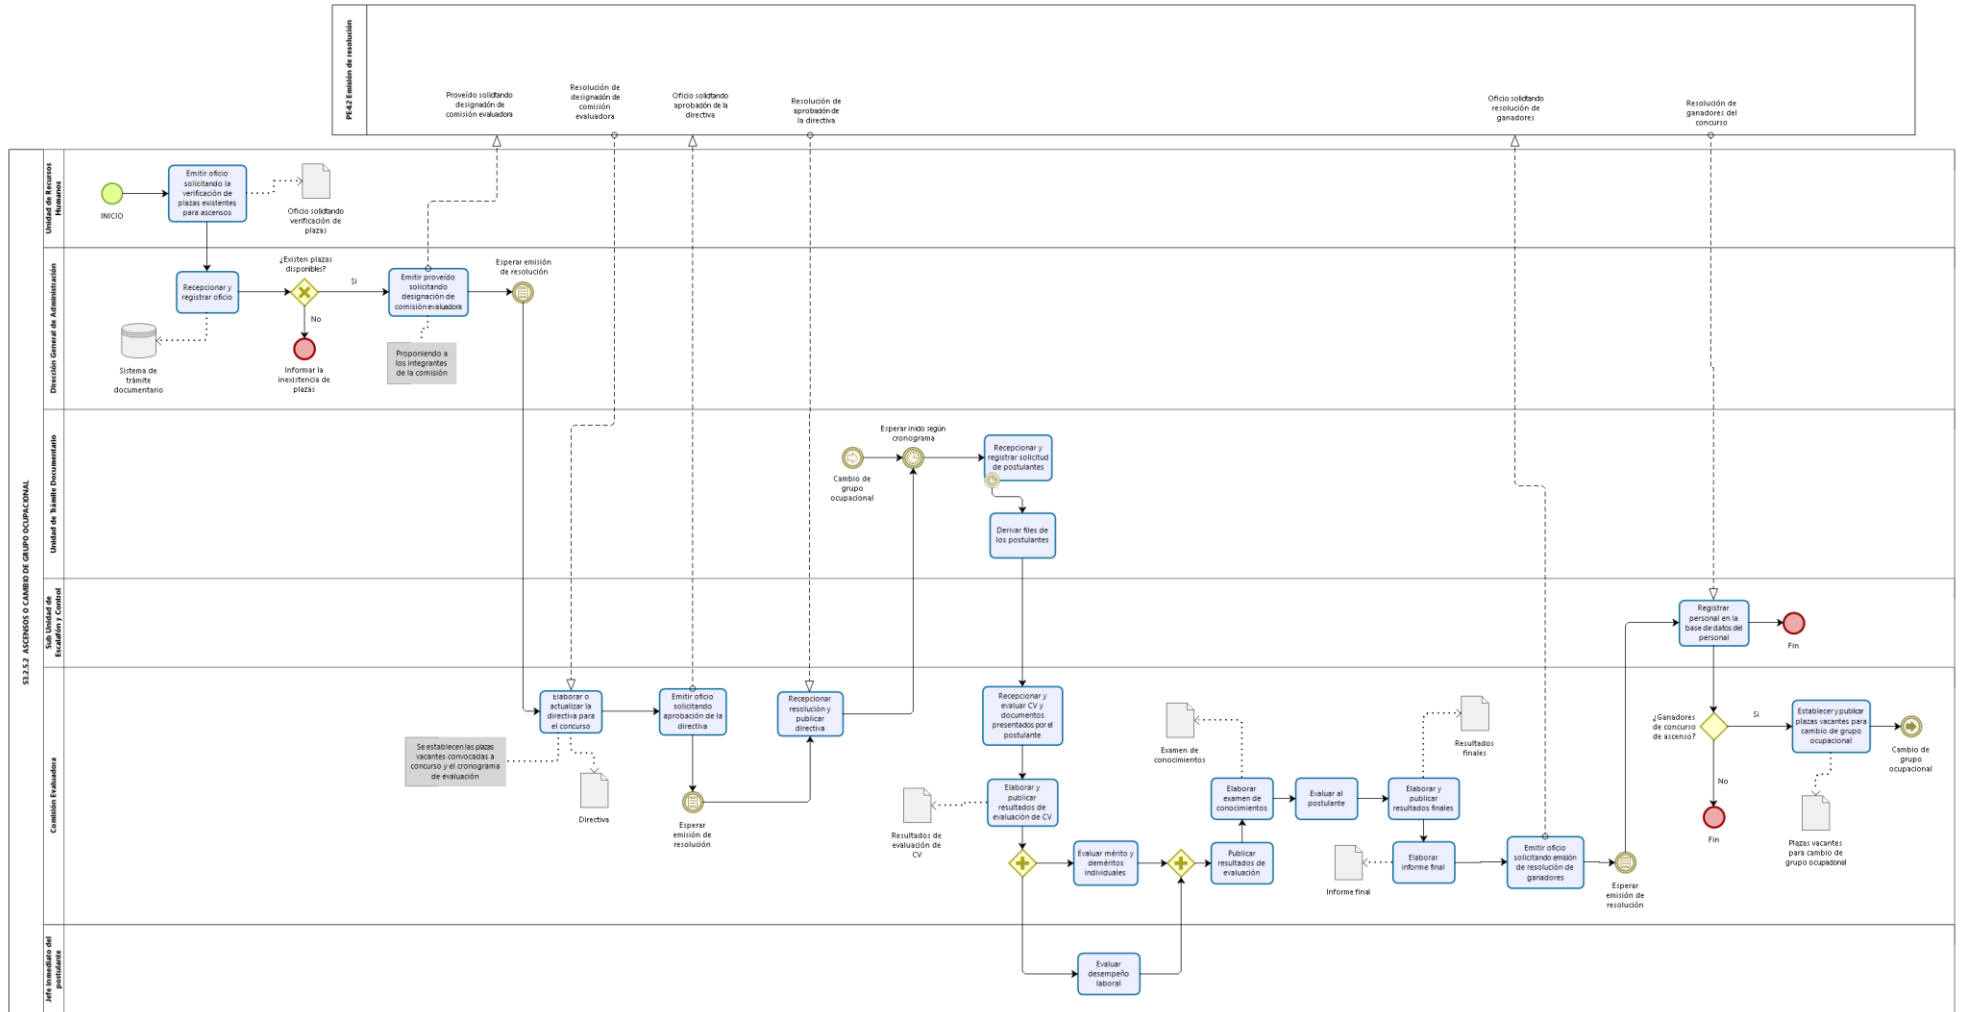 PE4.2 Emisión de resolución
Proveído solicitando
designación de
comisión evaluadora
Resolución de
designación de
comisión
evaluadora
Oficio solicitando
aprobación de la
directiva
Resolución de
aprobación de
la directiva
Oficio solicitando
resolución de
ganadores
Resolución de
ganadores del
concurso
S3.2.5.2 ASCENSOS O CAMBIO DE GRUPO OCUPACIONAL
Unidad de Recursos
Humanos
INICIO
Emitir oficio
solicitando la
verificación de
plazas existentes
para ascensos
Oficio solicitando
verificación de
plazas
Dirección General de Administración
Recepcionar y
registrar oficio
Sistema de
trámite
documentario
¿Existen plazas
disponibles?
Si
No
Informar la
inexistencia de
plazas
Emitir proveído
solicitando
designación de
comisión evaluadora
Proponiendo a
los integrantes
de la comisión
Esperar emisión
de resolución
Unidad de Trámite Documentario
Cambio de
grupo
ocupacional
Esperar inicio según
cronograma
Recepcionar y
registrar solicitud
de postulantes
Derivar files de
los postulantes
Sub Unidad de
Escalafón y Control
Registrar
personal en la
base de datos del
personal
Fin
Comisión Evaluadora
Elaborar o
actualizar la
directiva para
el concurso
Se establecen las plazas
vacantes convocadas a
concurso y el cronograma
de evaluación
Directiva
Emitir oficio
solicitando
aprobación de la
directiva
Esperar
emisión de
resolución
Recepcionar
resolución y
publicar
directiva
Recepcionar y
evaluar CV y
documentos
presentados por el
postulante
Elaborar y
publicar
resultados de
evaluación de CV
Resultados de
evaluación de
CV
Evaluar mérito y
deméritos
individuales
Publicar
resultados de
evaluación
Elaborar
examen de
conocimientos
Examen de
conocimientos
Evaluar al
postulante
Elaborar y
publicar
resultados finales
Resultados
finales
Elaborar
informe final
Informe final
Emitir oficio
solicitando emisión
de resolución de
ganadores
Esperar
emisión de
resolución
¿Ganadores
de concurso
de ascenso?
Si
No
Fin
Establecer y publicar
plazas vacantes para
cambio de grupo
ocupacional
Plazas vacantes
para cambio de
grupo ocupacional
Cambio de
grupo
ocupacional
Jefe inmediato del
postulante
Evaluar
desempeño
laboral